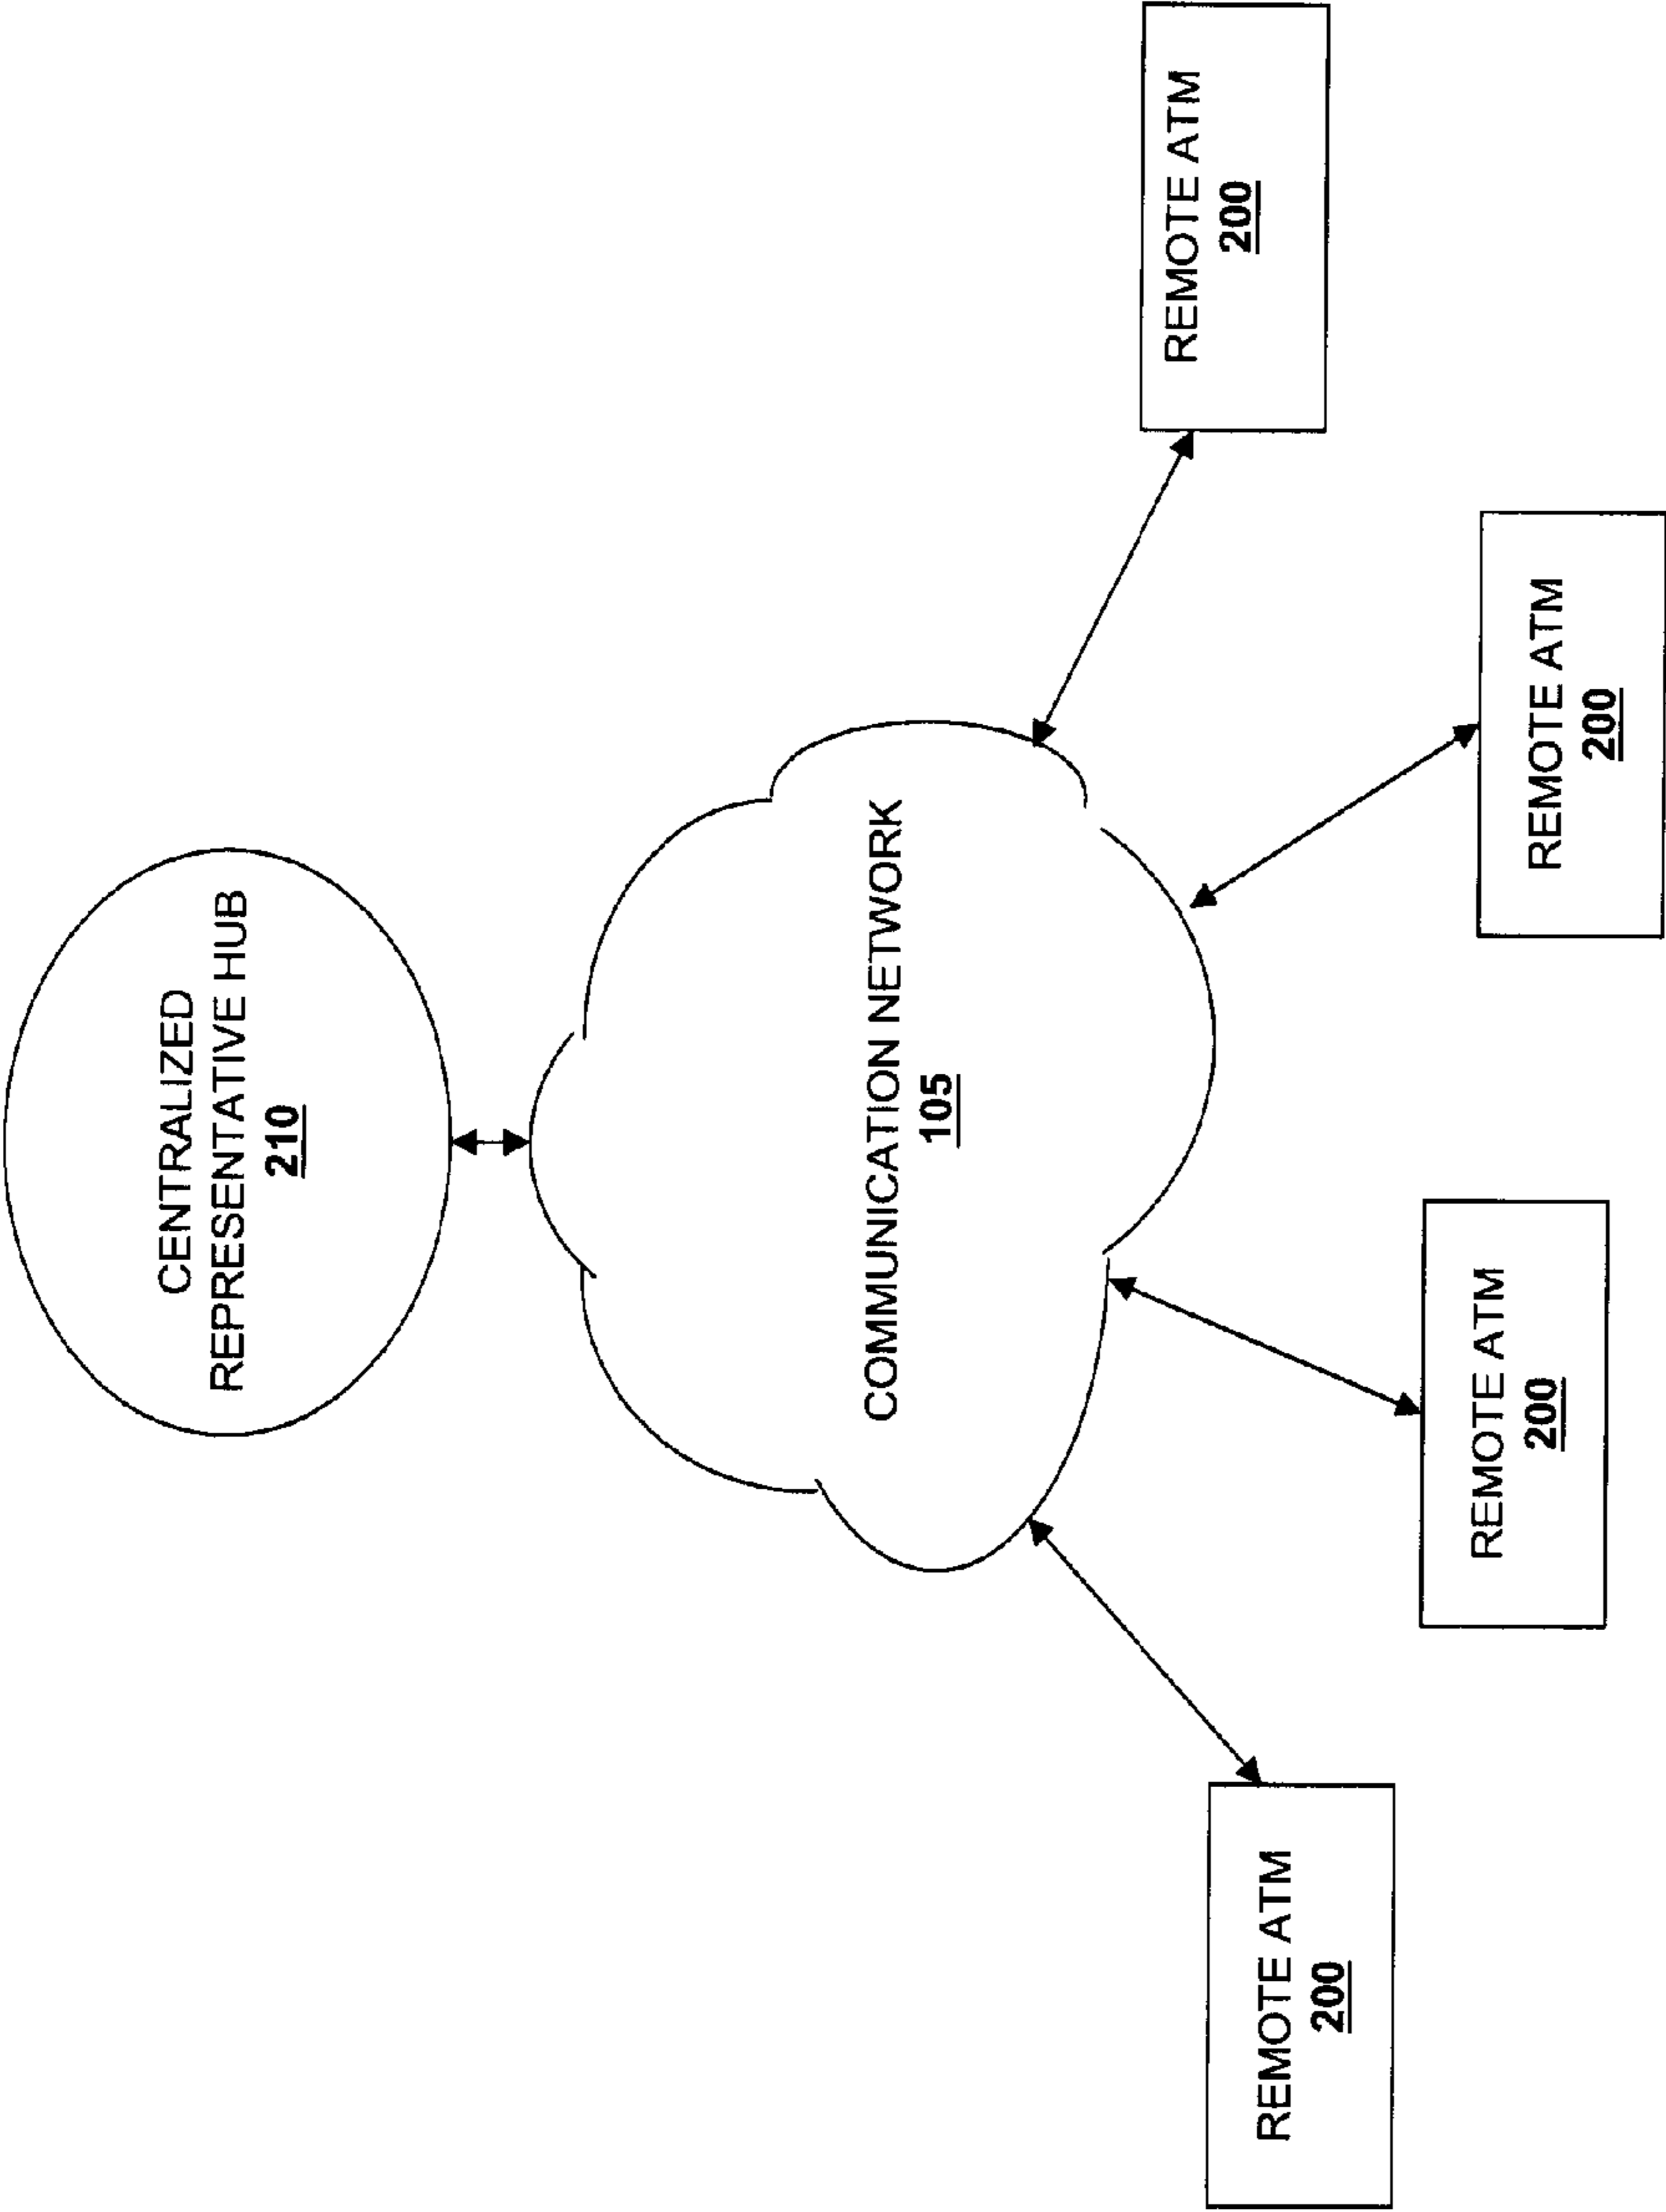 CENTRALIZED
REPRESENTATIVE HUB
210
COMMUNICATION NETWORK
105
REMOTE ATM
200
REMOTE ATM
200
REMOTE ATM
200
REMOTE ATM
200